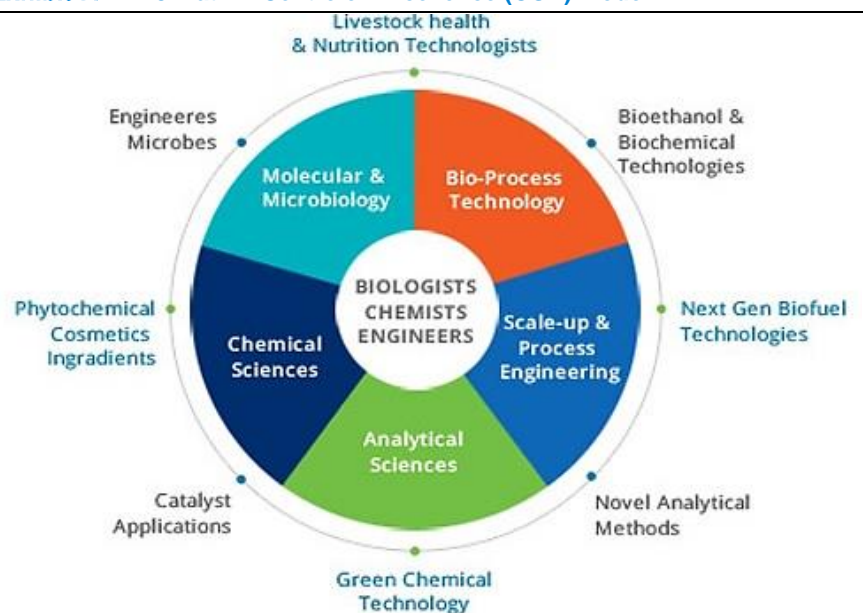 Livestock health
& Nutrition Technologists
Engineeres
Microbes
Bioethanol &
Biochemical
Technologies
Molecular &
Microbiology
Bio-Process
Technology
BIOLOGISTS
CHEMISTS
ENGINEERS
Phytochemical
Cosmetics
Ingradients
Chemical
Sciences
Scale-up &
Process
Engineering
Next Gen Biofuel
Technologies
Analytical
Sciences
Catalyst
Applications
Novel Analytical
Methods
Green Chemical
Technology